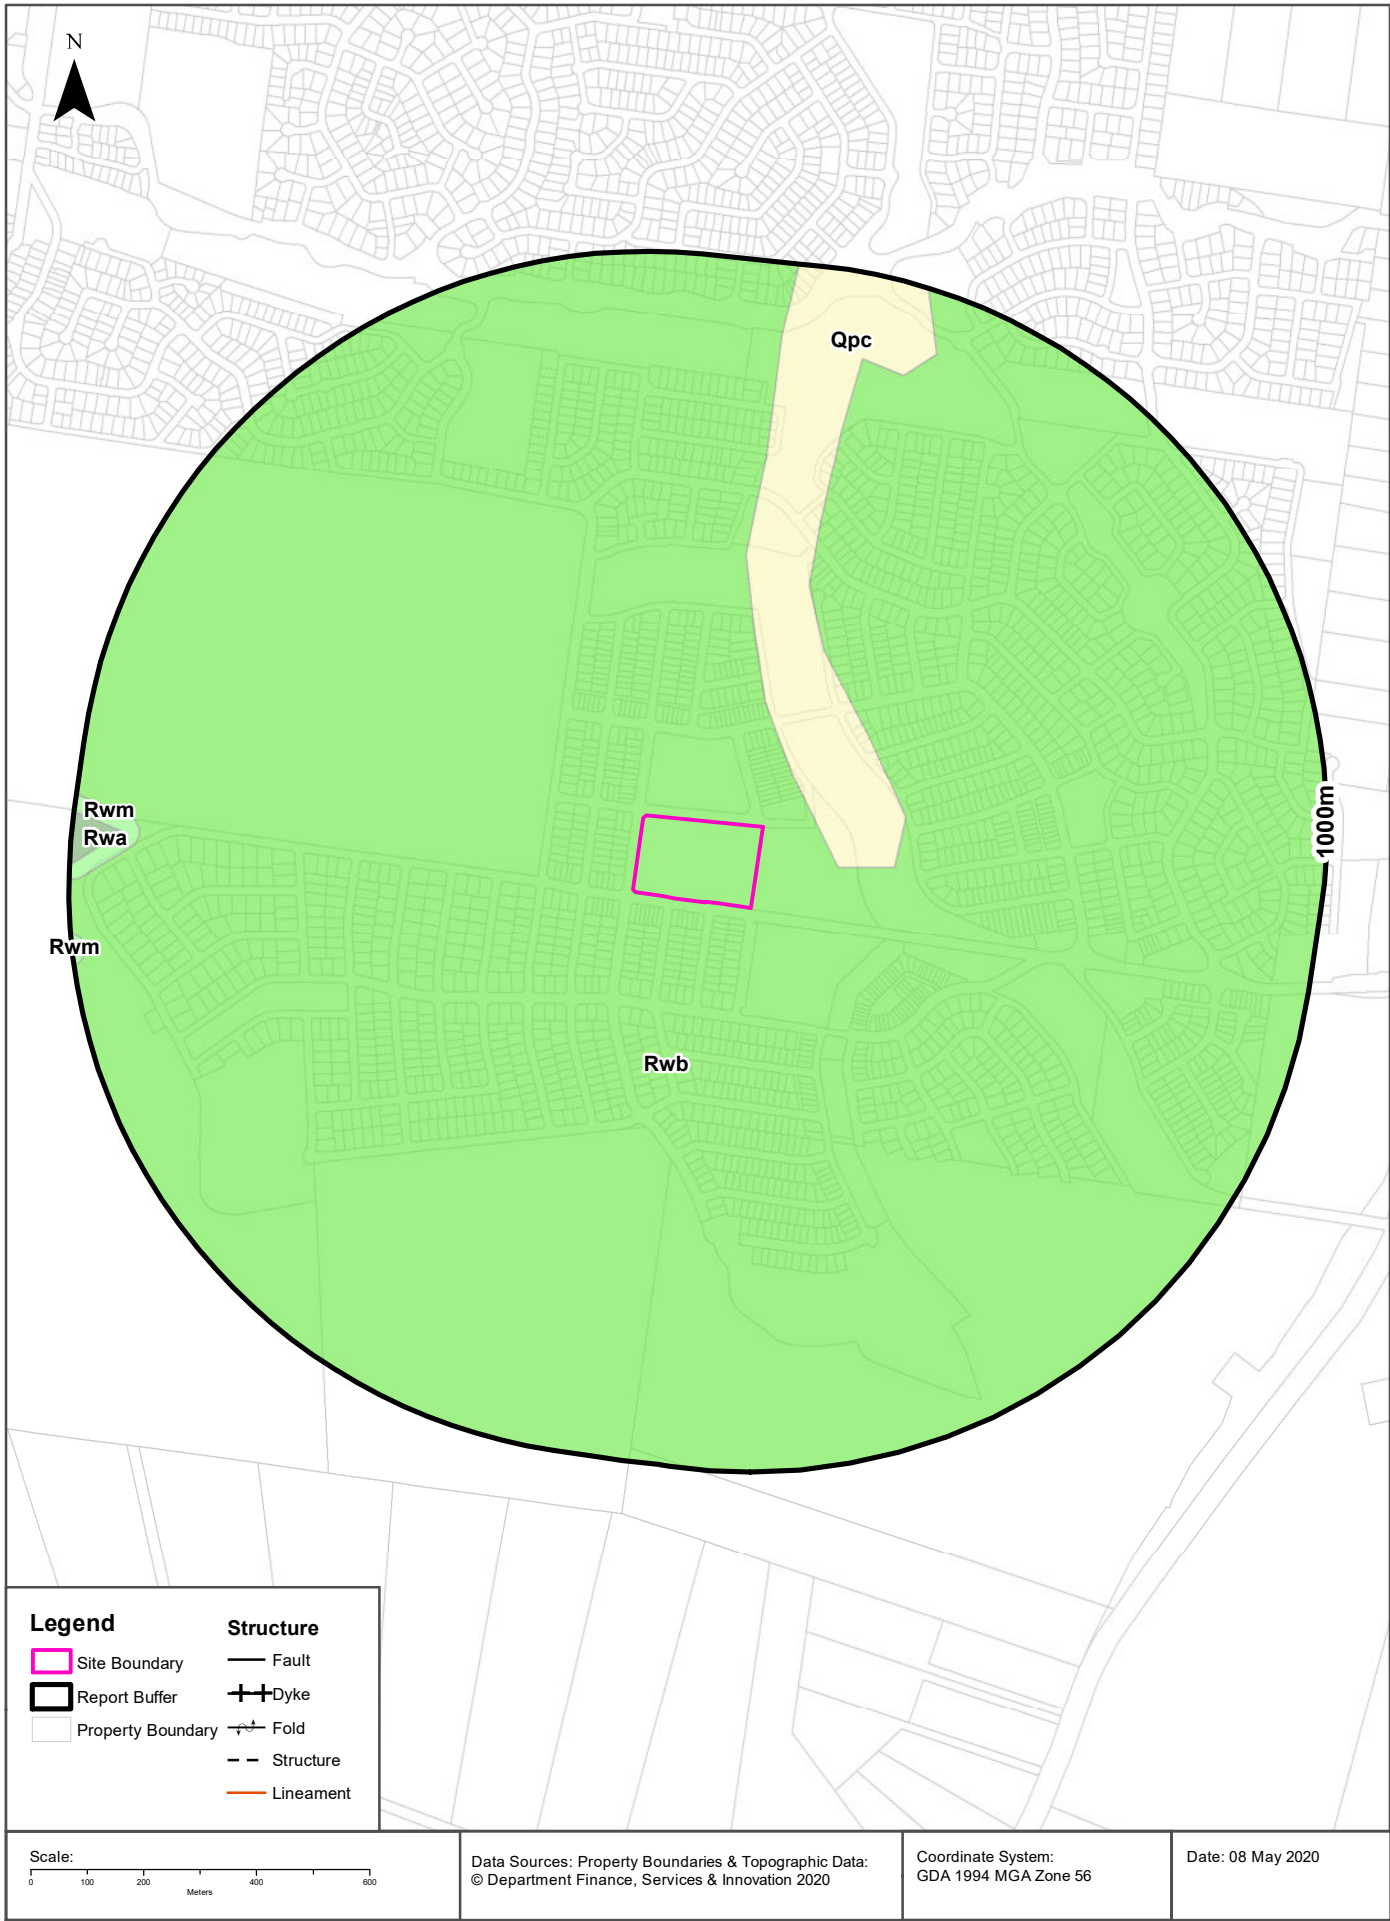 N
Qpc
Rwm
Rwa
1000m
Rwm
Rwb
Legend
Site Boundary
Report Buffer
Property Boundary
Structure
Fault
Dyke
Fold
Structure
Lineament
Scale:
0 100 200 400 600
Meters
Data Sources: Property Boundaries & Topographic Data:
© Department Finance, Services & Innovation 2020
Coordinate System:
GDA 1994 MGA Zone 56
Date: 08 May 2020